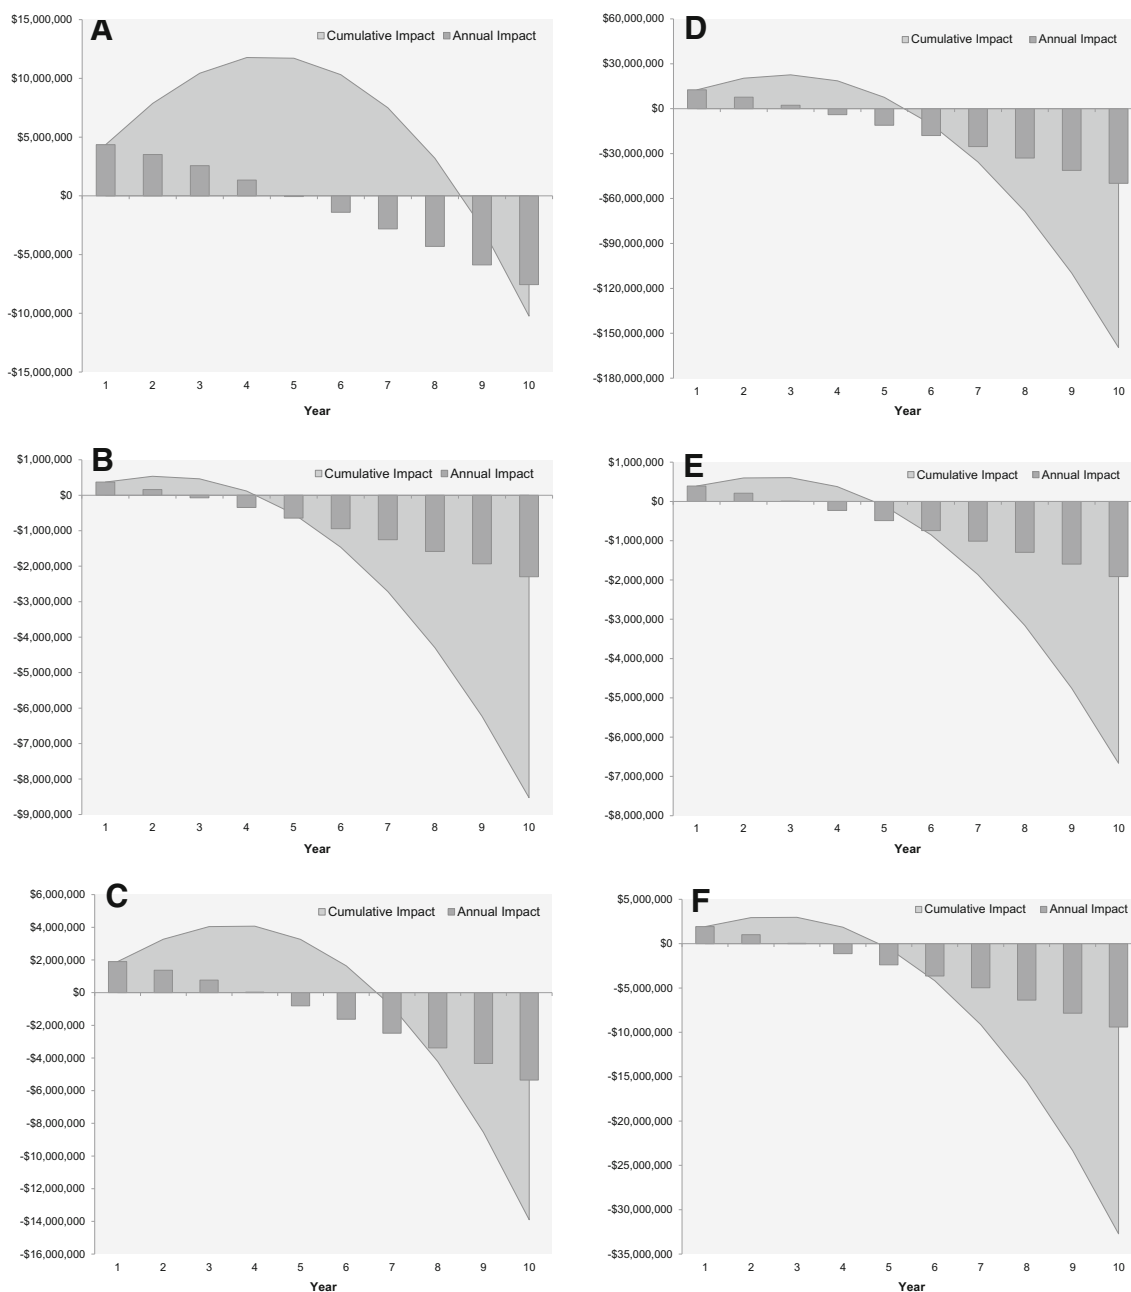 A
Cumulative Impact Annual Impact
$15,000,000
$10,000,000
$5,000,000
$0
-$5,000,000
-$10,000,000
-$15,000,000
1 2 3 4 5 6 7 8 9 10
Year
D
Cumulative Impact Annual Impact
$60,000,000
$30,000,000
$0
-$30,000,000
-$60,000,000
-$90,000,000
-$120,000,000
-$150,000,000
-$180,000,000
1 2 3 4 5 6 7 8 9 10
Year
B
Cumulative Impact Annual Impact
$1,000,000
$0
-$1,000,000
-$2,000,000
-$3,000,000
-$4,000,000
-$5,000,000
-$6,000,000
-$7,000,000
-$8,000,000
-$9,000,000
1 2 3 4 5 6 7 8 9 10
Year
E
Cumulative Impact Annual Impact
$1,000,000
$0
-$1,000,000
-$2,000,000
-$3,000,000
-$4,000,000
-$5,000,000
-$6,000,000
-$7,000,000
-$8,000,000
1 2 3 4 5 6 7 8 9 10
Year
C
Cumulative Impact Annual Impact
$6,000,000
$4,000,000
$2,000,000
$0
-$2,000,000
-$4,000,000
-$6,000,000
-$8,000,000
-$10,000,000
-$12,000,000
-$14,000,000
-$16,000,000
1 2 3 4 5 6 7 8 9 10
Year
F
Cumulative Impact Annual Impact
$5,000,000
$0
-$5,000,000
-$10,000,000
-$15,000,000
-$20,000,000
-$25,000,000
-$30,000,000
-$35,000,000
1 2 3 4 5 6 7 8 9 10
Year